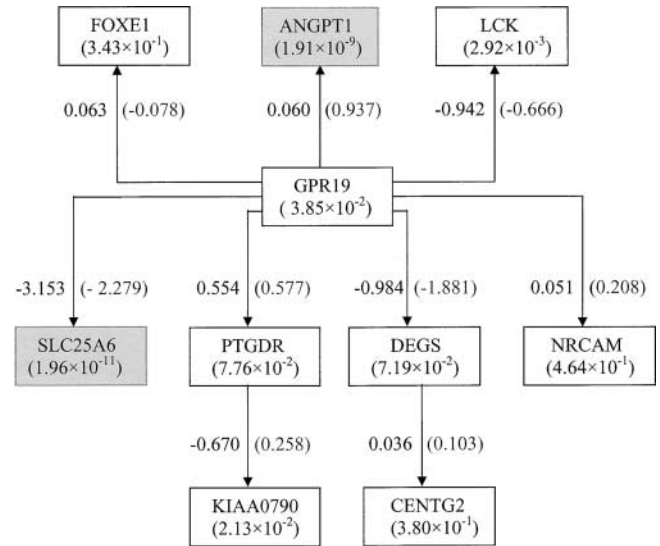 FOXE1 ANGPT1 LCK
(3.43×10⁻¹) (1.91×10⁻⁹) (2.92×10⁻³)
0.063 (-0.078) 0.060 (0.937) -0.942 (-0.666)
GPR19
( 3.85×10⁻²)
-3.153 (- 2.279) 0.554 (0.577) -0.984 (-1.881) 0.051 (0.208)
SLC25A6 PTGDR DEGS NRCAM
(1.96×10⁻¹¹) (7.76×10⁻²) (7.19×10⁻²) (4.64×10⁻¹)
-0.670 (0.258) 0.036 (0.103)
KIAA0790 CENTG2
(2.13×10⁻²) (3.80×10⁻¹)